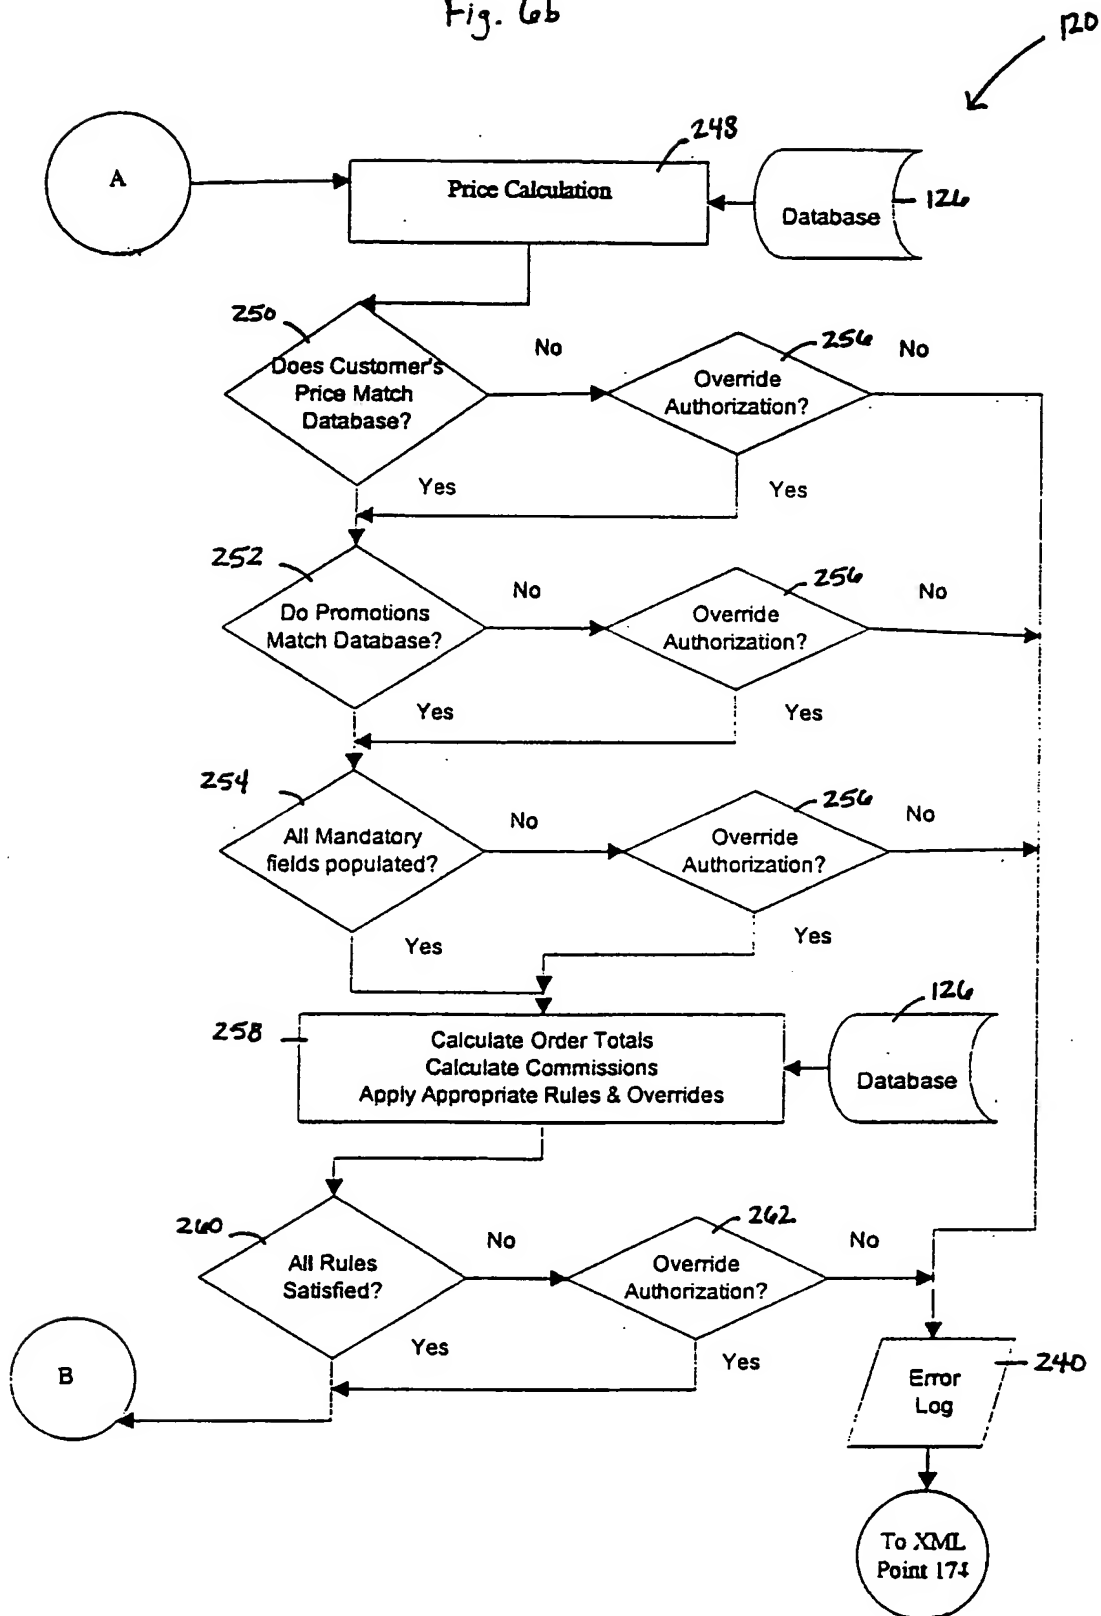 Fig. 6b
120
248
A
Price Calculation
Database
126
250
Does Customer's
Price Match
Database?
No
256
Override
Authorization?
No
Yes
Yes
252
Do Promotions
Match Database?
No
256
Override
Authorization?
No
Yes
Yes
254
All Mandatory
fields populated?
No
256
Override
Authorization?
No
Yes
Yes
258
Calculate Order Totals
Calculate Commissions
Apply Appropriate Rules & Overrides
126
Database
260
All Rules
Satisfied?
No
262
Override
Authorization?
No
Yes
Yes
B
Error
Log
240
To XML
Point 174